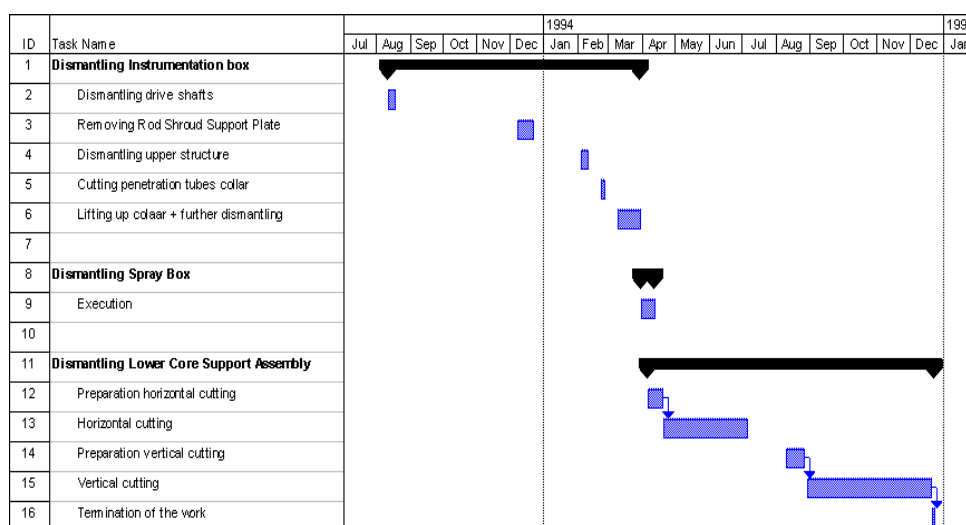 1994 199
ID Task Name Jul Aug Sep Oct Nov Dec Jan Feb Mar Apr May Jun Jul Aug Sep Oct Nov Dec Jan
1 Dismantling Instrumentation box
2 Dismantling drive shafts
3 Removing Rod Shroud Support Plate
4 Dismantling upper structure
5 Cutting penetration tubes collar
6 Lifting up colaar + further dismantling
7
8 Dismantling Spray Box
9 Execution
10
11 Dismantling Lower Core Support Assembly
12 Preparation horizontal cutting
13 Horizontal cutting
14 Preparation vertical cutting
15 Vertical cutting
16 Termination of the work